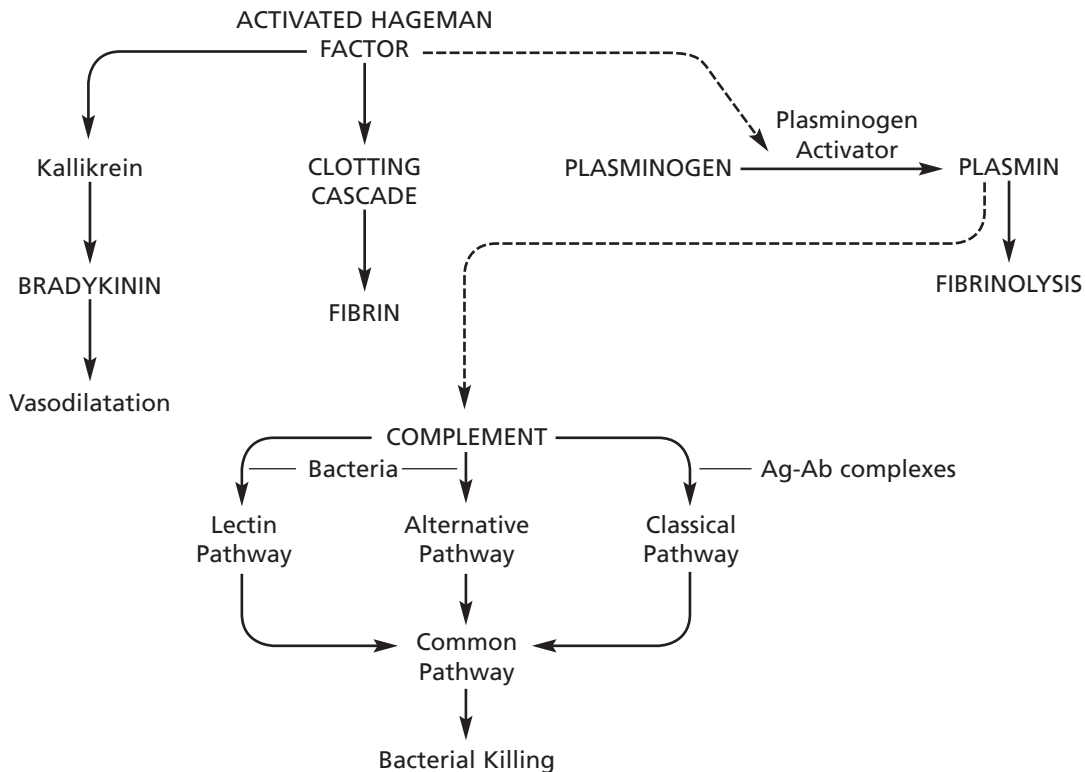 ACTIVATED HAGEMAN
FACTOR
Kallikrein
BRADYKININ
Vasodilatation
CLOTTING
CASCADE
FIBRIN
Plasminogen
Activator
PLASMINOGEN
PLASMIN
FIBRINOLYSIS
COMPLEMENT
Bacteria
Ag-Ab complexes
Lectin
Pathway
Alternative
Pathway
Classical
Pathway
Common
Pathway
Bacterial Killing